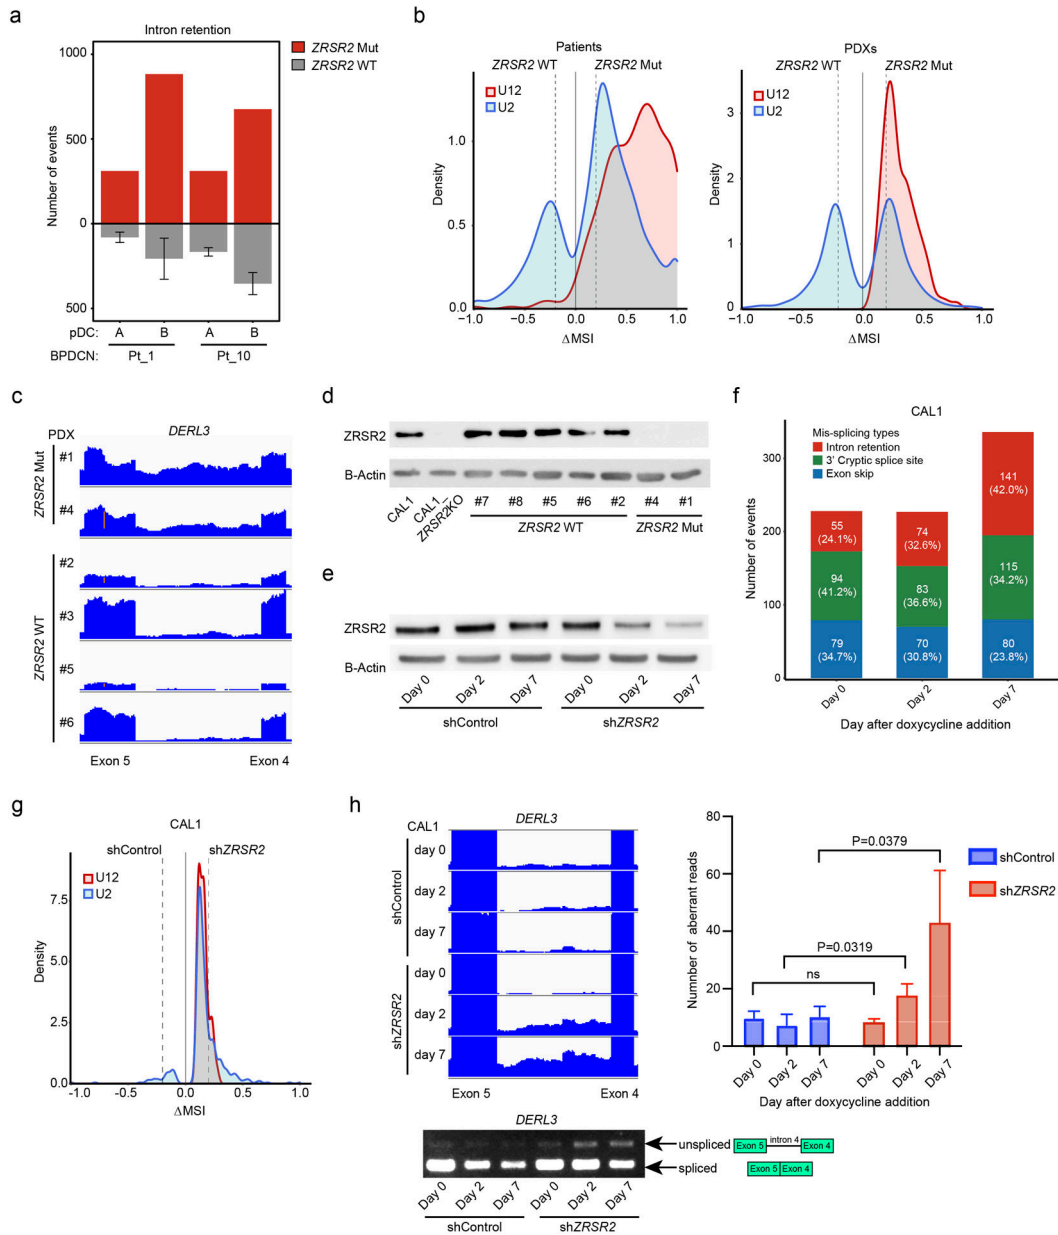 a
Intron retention
ZRSR2 Mut
ZRSR2 WT
Number of events
1000
500
0
500
pDC: A B A B
BPDCN: Pt_1 Pt_10
b
Patients
ZRSR2 WT ZRSR2 Mut
U12
U2
Density
1.0
0.5
0.0
−1.0 −0.5 0.0 0.5 1.0
ΔMSI
PDXs
ZRSR2 WT ZRSR2 Mut
U12
U2
Density
3
2
1
0
−1.0 −0.5 0.0 0.5 1.0
ΔMSI
c
PDX DERL3
ZRSR2 Mut
#1
#4
ZRSR2 WT
#2
#3
#5
#6
Exon 5 Exon 4
d
ZRSR2
B-Actin
CAL1
CAL1_
ZRSR2KO
#7 #8 #5 #6 #2 #4 #1
ZRSR2 WT ZRSR2 Mut
e
ZRSR2
B-Actin
Day 0 Day 2 Day 7 Day 0 Day 2 Day 7
shControl shZRSR2
f
CAL1
Mis-splicing types
Intron retention
3' Cryptic splice site
Exon skip
Number of events
300
200
100
0
55
(24.1%)
94
(41.2%)
79
(34.7%)
74
(32.6%)
83
(36.6%)
70
(30.8%)
141
(42.0%)
115
(34.2%)
80
(23.8%)
Day 0 Day 2 Day 7
Day after doxycycline addition
g
CAL1
shControl shZRSR2
U12
U2
Density
7.5
5.0
2.5
0.0
-1.0 -0.5 0.0 0.5 1.0
ΔMSI
h
CAL1 DERL3
shControl
day 0
day 2
day 7
shZRSR2
day 0
day 2
day 7
Exon 5 Exon 4
Numnber of aberrant reads
80
60
40
20
0
ns
P=0.0319
P=0.0379
shControl
shZRSR2
Day 0 Day 2 Day 7 Day 0 Day 2 Day 7
Day after doxycycline addition
DERL3
unspliced Exon 5 intron 4 Exon 4
spliced Exon 5 Exon 4
Day 0 Day 2 Day 7 Day 0 Day 2 Day 7
shControl shZRSR2